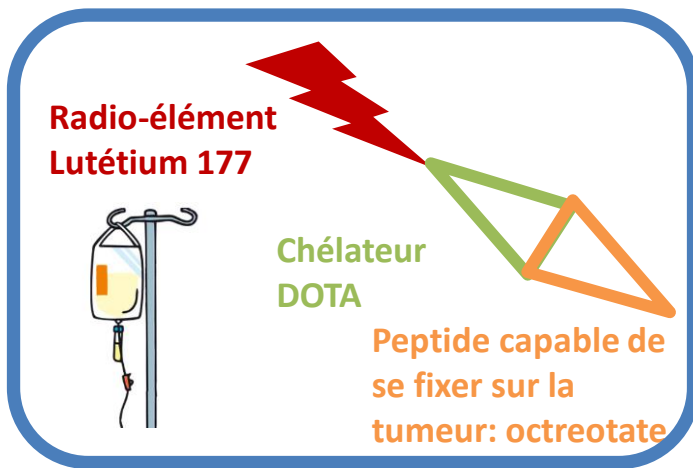 Radio-élément
Lutétium 177
Chélateur
DOTA
Peptide capable de
se fixer sur la
tumeur: octreotate